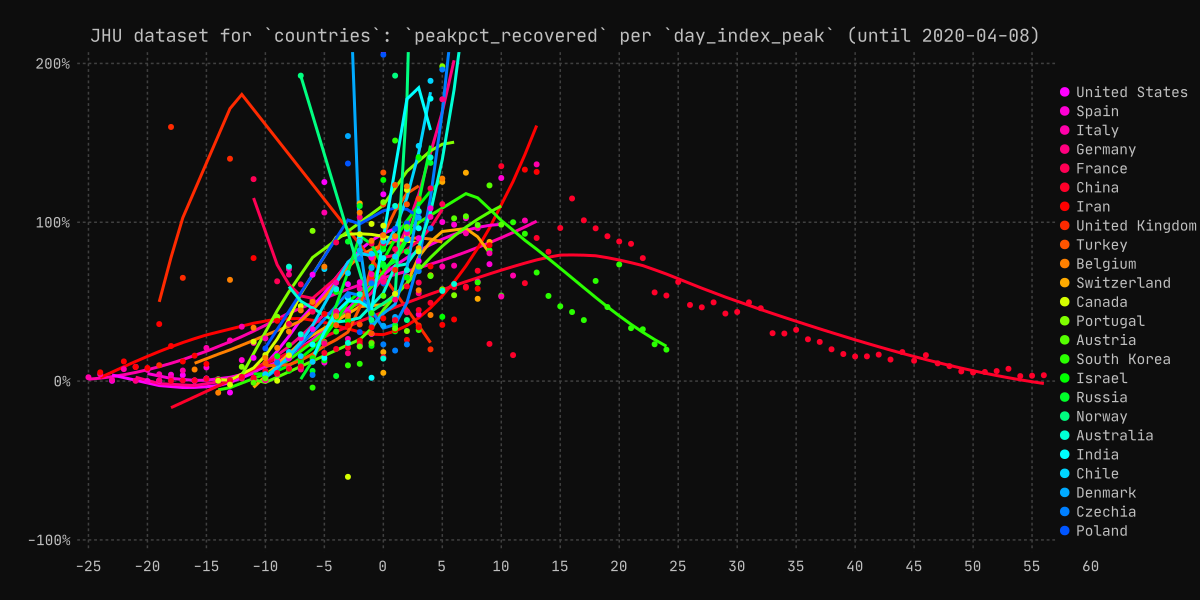 JHU dataset for `countries`: `peakpct_recovered` per `day_index_peak` (until 2020-04-08)
200%
100%
0%
-100%
-25 -20 -15 -10 -5 0 5 10 15 20 25 30 35 40 45 50 55 60
United States
Spain
Italy
Germany
France
China
Iran
United Kingdom
Turkey
Belgium
Switzerland
Canada
Portugal
Austria
South Korea
Israel
Russia
Norway
Australia
India
Chile
Denmark
Czechia
Poland